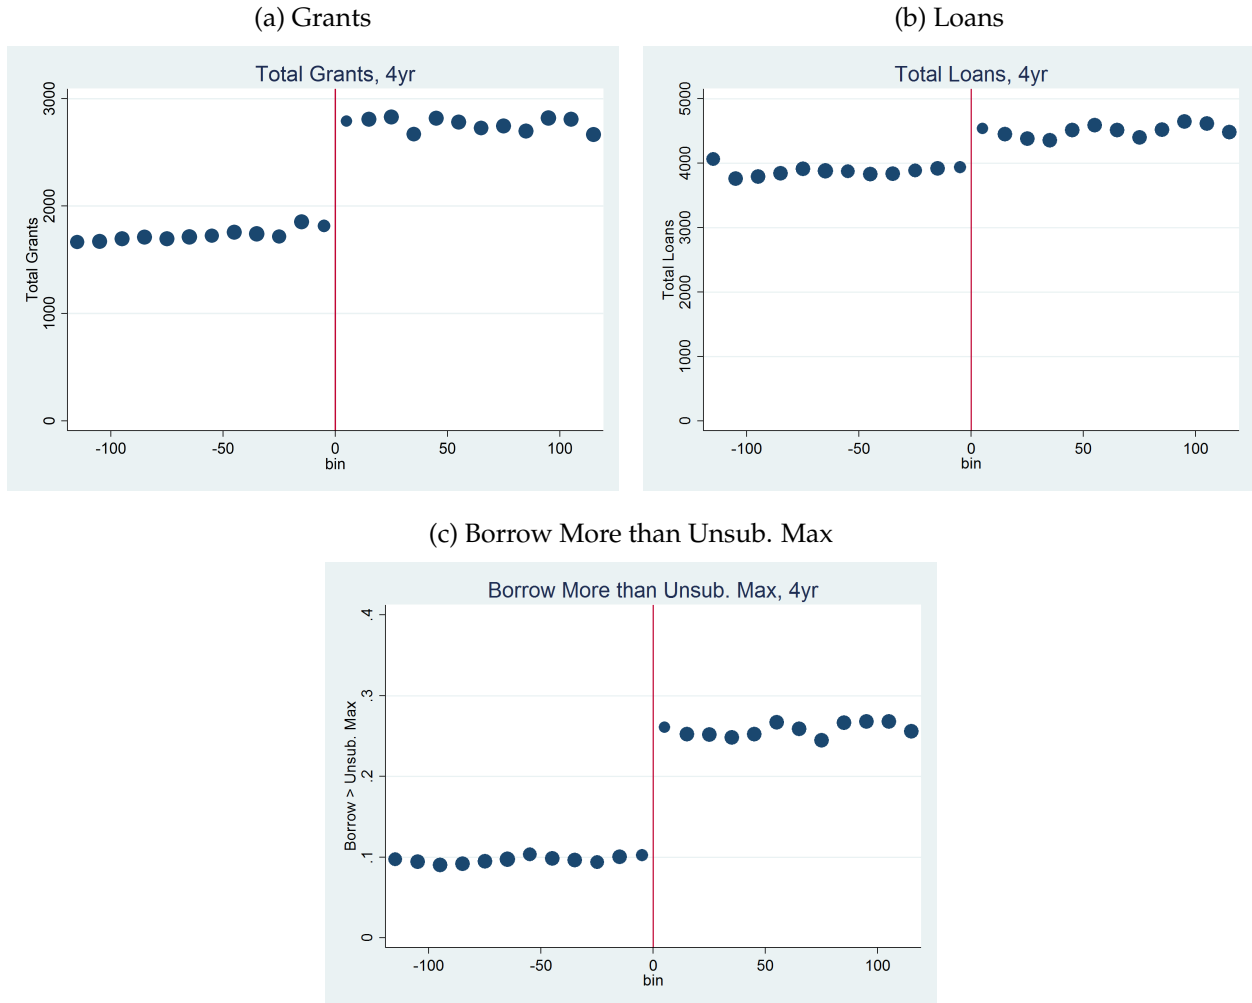 (a) Grants
Total Grants, 4yr
Total Grants
3000
2000
1000
0
-100 -50 0 50 100
bin
(b) Loans
Total Loans, 4yr
Total Loans
5000
4000
3000
2000
1000
0
-100 -50 0 50 100
bin
(c) Borrow More than Unsub. Max
Borrow More than Unsub. Max, 4yr
Borrow > Unsub. Max
.4
.3
.2
.1
0
-100 -50 0 50 100
bin